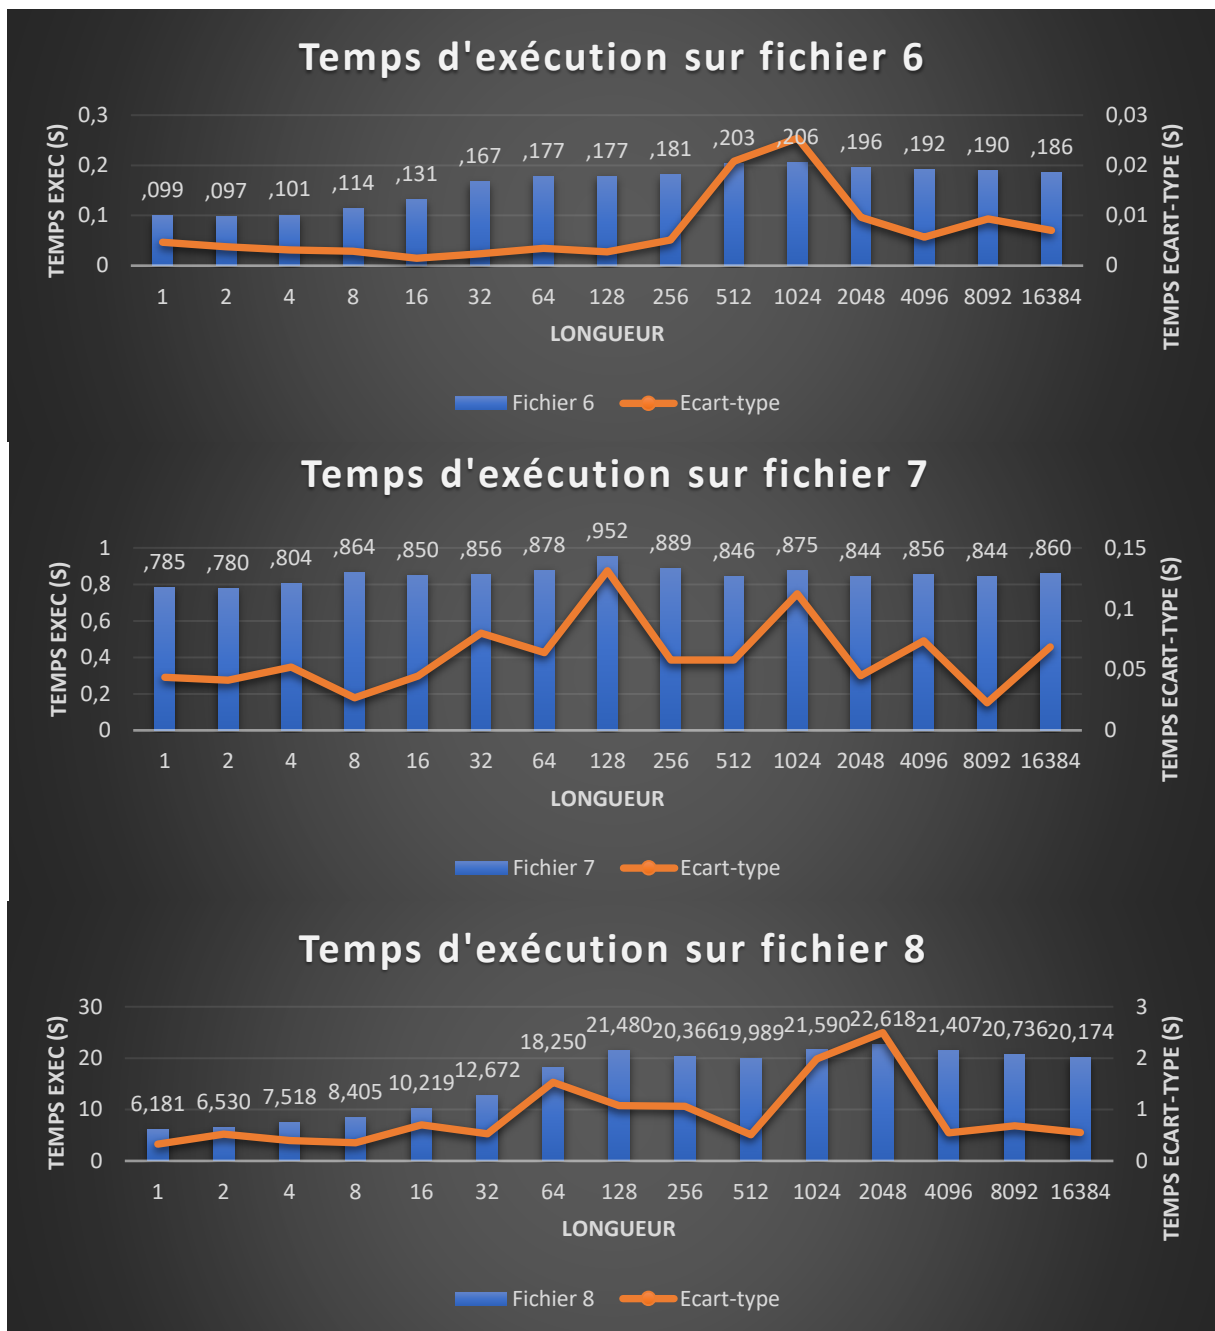 Temps d'exécution sur fichier 6
0,3
0,2
0,1
0
TEMPS EXEC (S)
,099 ,097 ,101 ,114 ,131 ,167 ,177 ,177 ,181 ,203 ,206 ,196 ,192 ,190 ,186
0,03
0,02
0,01
0
TEMPS ECART-TYPE (S)
1 2 4 8 16 32 64 128 256 512 1024 2048 4096 8092 16384
LONGUEUR
Fichier 6 Ecart-type
Temps d'exécution sur fichier 7
1
0,8
0,6
0,4
0,2
0
TEMPS EXEC (S)
,785 ,780 ,804 ,864 ,850 ,856 ,878 ,952 ,889 ,846 ,875 ,844 ,856 ,844 ,860
0,15
0,1
0,05
0
TEMPS ECART-TYPE (S)
1 2 4 8 16 32 64 128 256 512 1024 2048 4096 8092 16384
LONGUEUR
Fichier 7 Ecart-type
Temps d'exécution sur fichier 8
30
20
10
0
TEMPS EXEC (S)
6,181 6,530 7,518 8,405 10,219 12,672 18,250 21,480 20,366 19,989 21,590 22,618 21,407 20,736 20,174
3
2
1
0
TEMPS ECART-TYPE (S)
1 2 4 8 16 32 64 128 256 512 1024 2048 4096 8092 16384
LONGUEUR
Fichier 8 Ecart-type